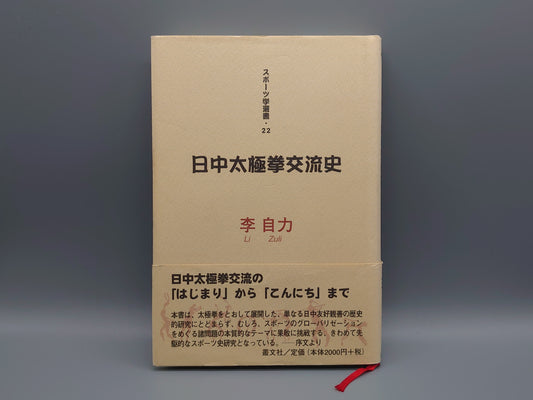 スポーツ学選書・22
日中太極拳交流史
李 自力
Li Zuli
日中太極拳交流の
「はじまり」から「こんにち」まで
本書は、太極拳をとおして展開した、単なる日中友好親善の歴史
的研究にとどまらず、むしろ、スポーツのグローバリゼーション
をめぐる諸問題の本質的なテーマに果敢に挑戦する、きわめて先
駆的なスポーツ史研究となっている。──序文より
叢文社／定価[本体2000円+税]